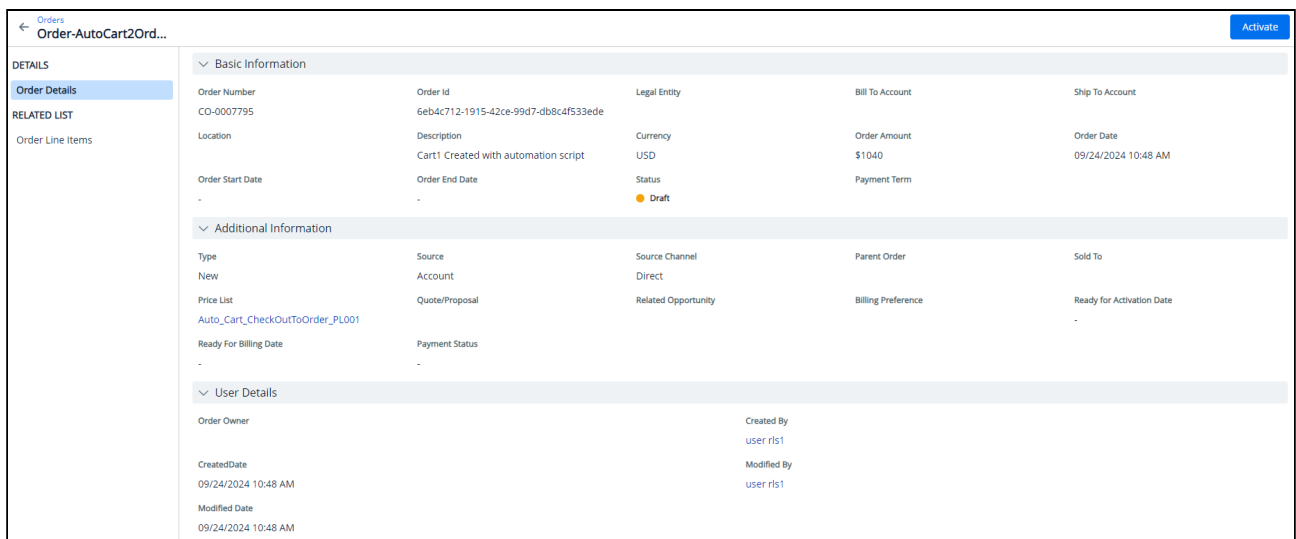 Orders
Order-AutoCart2Ord...
Activate
DETAILS
Order Details
RELATED LIST
Order Line Items
Basic Information
Order Number Order Id Legal Entity Bill To Account Ship To Account
CO-0007795 6eb4c712-1915-42ce-99d7-db8c4f533ede
Location Description Currency Order Amount Order Date
Cart1 Created with automation script USD $1040 09/24/2024 10:48 AM
Order Start Date Order End Date Status Payment Term
- - Draft
Additional Information
Type Source Source Channel Parent Order Sold To
New Account Direct
Price List Quote/Proposal Related Opportunity Billing Preference Ready for Activation Date
Auto_Cart_CheckOutToOrder_PL001 -
Ready For Billing Date Payment Status
- -
User Details
Order Owner Created By
user rls1
CreatedDate Modified By
09/24/2024 10:48 AM user rls1
Modified Date
09/24/2024 10:48 AM